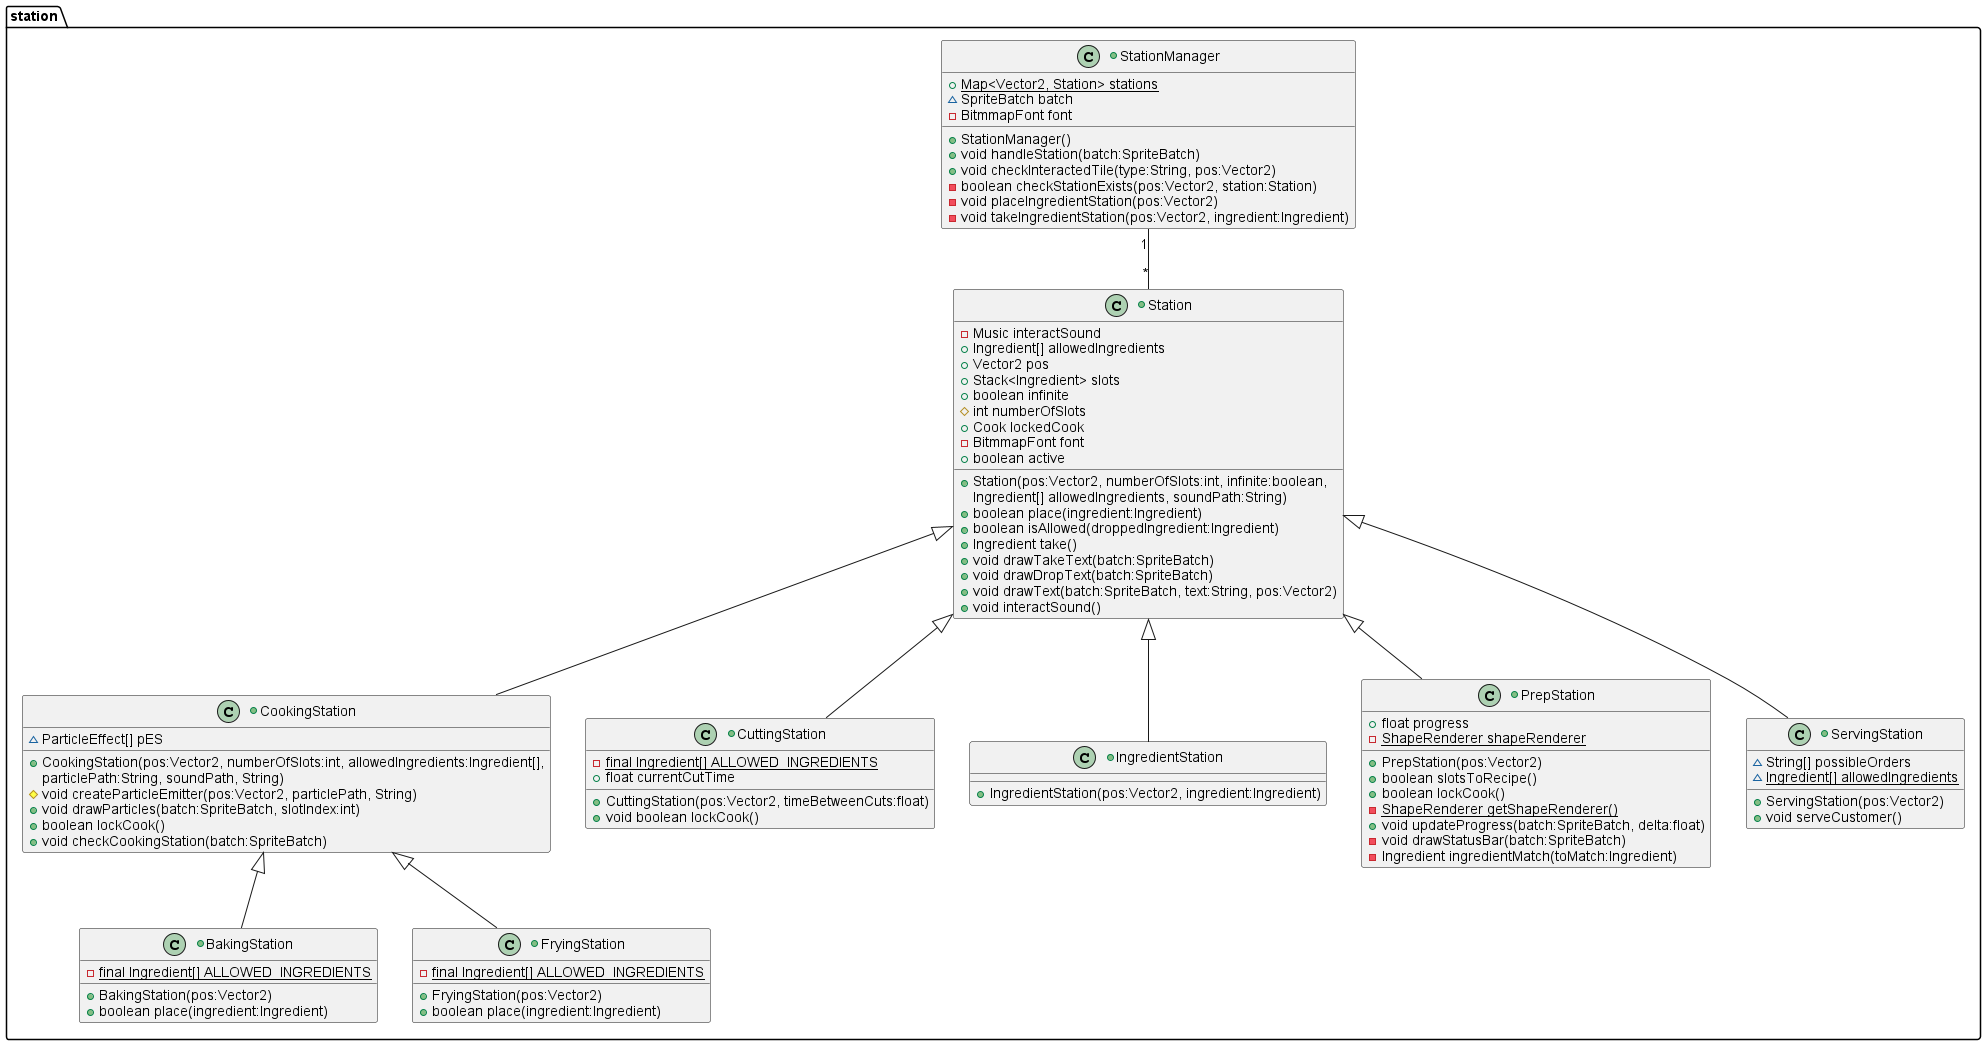 station
C StationManager
Map<Vector2, Station> stations
SpriteBatch batch
BitmmapFont font
StationManager()
void handleStation(batch:SpriteBatch)
void checkInteractedTile(type:String, pos:Vector2)
boolean checkStationExists(pos:Vector2, station:Station)
void placeIngredientStation(pos:Vector2)
void takeIngredientStation(pos:Vector2, ingredient:Ingredient)
1
*
C Station
Music interactSound
Ingredient[] allowedIngredients
Vector2 pos
Stack<Ingredient> slots
boolean infinite
int numberOfSlots
Cook lockedCook
BitmmapFont font
boolean active
Station(pos:Vector2, numberOfSlots:int, infinite:boolean,
Ingredient[] allowedIngredients, soundPath:String)
boolean place(ingredient:Ingredient)
boolean isAllowed(droppedIngredient:Ingredient)
Ingredient take()
void drawTakeText(batch:SpriteBatch)
void drawDropText(batch:SpriteBatch)
void drawText(batch:SpriteBatch, text:String, pos:Vector2)
void interactSound()
C CookingStation
ParticleEffect[] pES
CookingStation(pos:Vector2, numberOfSlots:int, allowedIngredients:Ingredient[],
particlePath:String, soundPath, String)
void createParticleEmitter(pos:Vector2, particlePath, String)
void drawParticles(batch:SpriteBatch, slotIndex:int)
boolean lockCook()
void checkCookingStation(batch:SpriteBatch)
C CuttingStation
final Ingredient[] ALLOWED_INGREDIENTS
float currentCutTime
CuttingStation(pos:Vector2, timeBetweenCuts:float)
void boolean lockCook()
C IngredientStation
IngredientStation(pos:Vector2, ingredient:Ingredient)
C PrepStation
float progress
ShapeRenderer shapeRenderer
PrepStation(pos:Vector2)
boolean slotsToRecipe()
boolean lockCook()
ShapeRenderer getShapeRenderer()
void updateProgress(batch:SpriteBatch, delta:float)
void drawStatusBar(batch:SpriteBatch)
Ingredient ingredientMatch(toMatch:Ingredient)
C ServingStation
String[] possibleOrders
Ingredient[] allowedIngredients
ServingStation(pos:Vector2)
void serveCustomer()
C BakingStation
final Ingredient[] ALLOWED_INGREDIENTS
BakingStation(pos:Vector2)
boolean place(ingredient:Ingredient)
C FryingStation
final Ingredient[] ALLOWED_INGREDIENTS
FryingStation(pos:Vector2)
boolean place(ingredient:Ingredient)